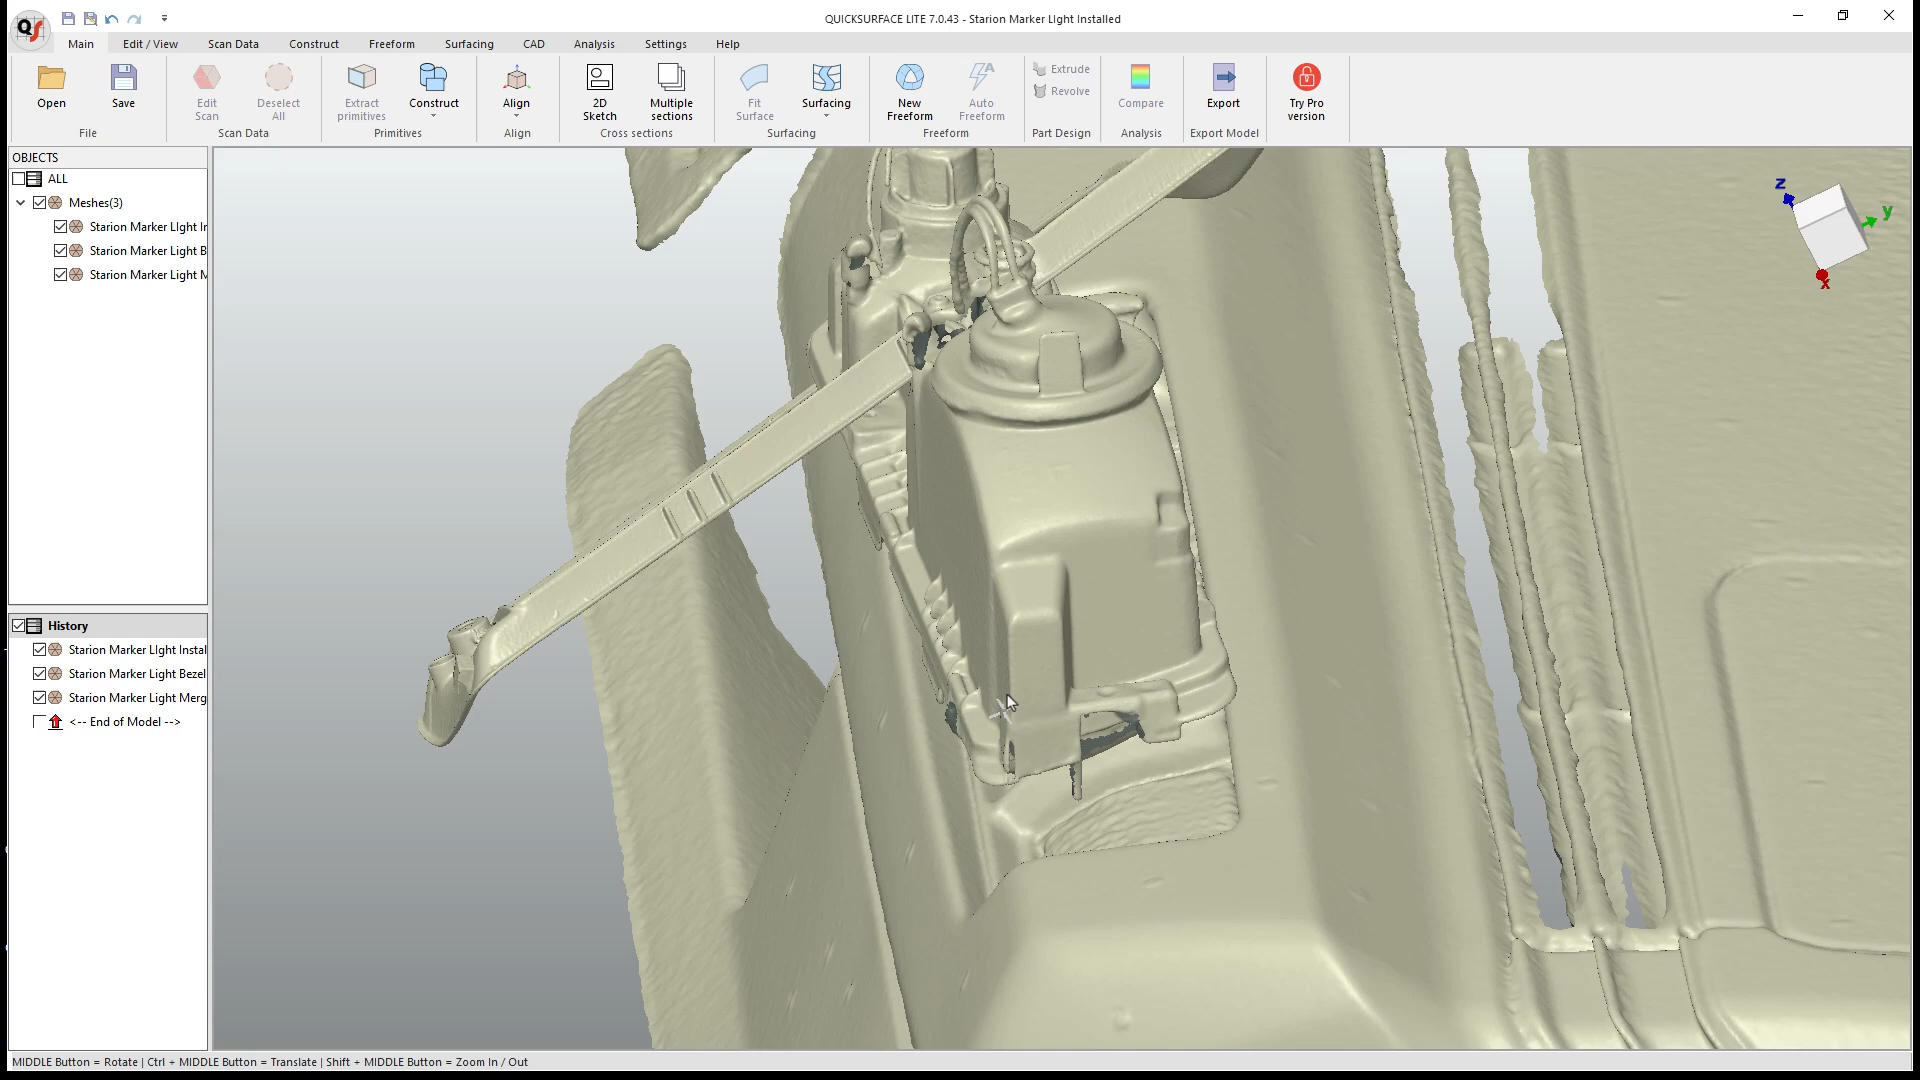 QUICKSURFACE LITE 7.0.43 - Starion Marker LIght Installed
Main Edit / View Scan Data Construct Freeform Surfacing CAD Analysis Settings Help
Open Save Edit Scan Deselect All Extract primitives Construct Align 2D Sketch Multiple sections Fit Surface Surfacing New Freeform Auto Freeform Extrude Revolve Compare Export Try Pro version
File Scan Data Primitives Align Cross sections Surfacing Freeform Part Design Analysis Export Model
OBJECTS
ALL
Meshes(3)
Starion Marker LIght Ir
Starion Marker Light B
Starion Marker Light M
History
Starion Marker LIght Instal
Starion Marker Light Bezel
Starion Marker Light Merg
<-- End of Model -->
z
y
x
MIDDLE Button = Rotate | Ctrl + MIDDLE Button = Translate | Shift + MIDDLE Button = Zoom In / Out